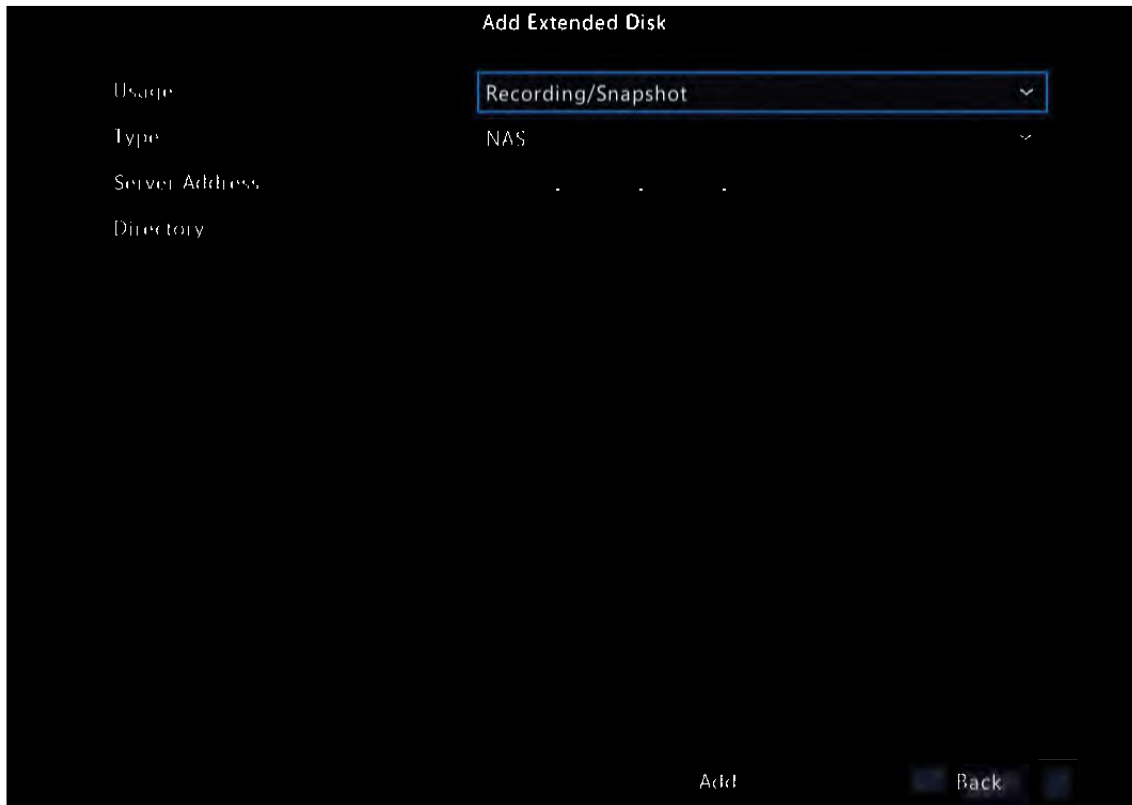 Add Extended Disk
Usage Recording/Snapshot
Type NAS
Server Address . . .
Directory
Add Back